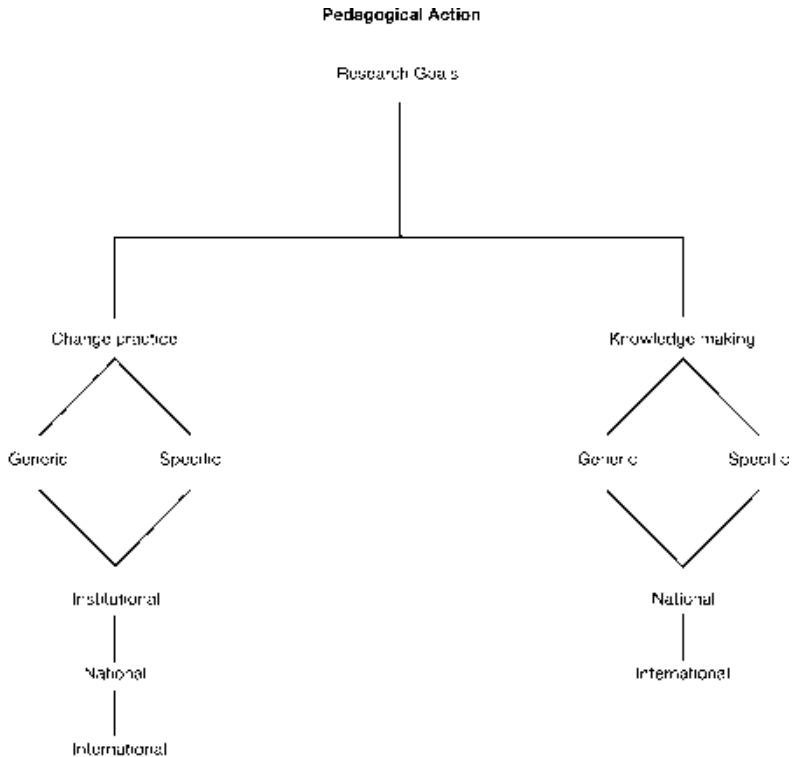 Pedagogical Action
Research Goals
Change practice
Knowledge making
Generic
Specific
Generic
Specific
Institutional
National
National
International
International